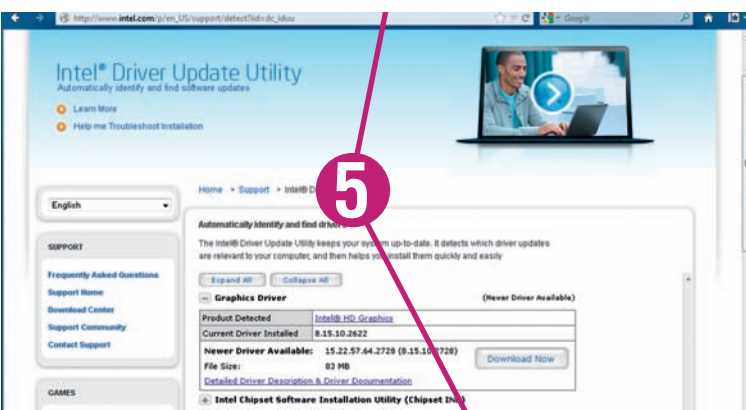 http://www.intel.com/p/en_US/support/detect?iid=dc_iduu
Google
Intel® Driver Update Utility
Automatically identify and find software updates
Learn More
Help me Troubleshoot Installation
5
Home > Support > Intel®
English
Automatically identify and find
The Intel® Driver Update Utility keeps your system up-to-date. It detects which driver updates
are relevant to your computer, and then helps you install them quickly and easily
SUPPORT
Frequently Asked Questions
Support Home
Download Center
Support Community
Contact Support
GAMES
Expand All Collapse All
Graphics Driver (Newer Driver Available)
Product Detected Intel® HD Graphics
Current Driver Installed 8.15.10.2622
Newer Driver Available: 15.22.57.64.2728 (8.15.10.2728)
File Size: 83 MB
Download Now
Detailed Driver Description & Driver Documentation
Intel Chipset Software Installation Utility (Chipset INF)